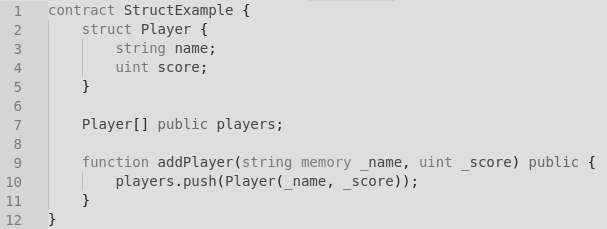 1 contract StructExample {
2 struct Player {
3 string name;
4 uint score;
5 }
6
7 Player[] public players;
8
9 function addPlayer(string memory _name, uint _score) public {
10 players.push(Player(_name, _score));
11 }
12 }